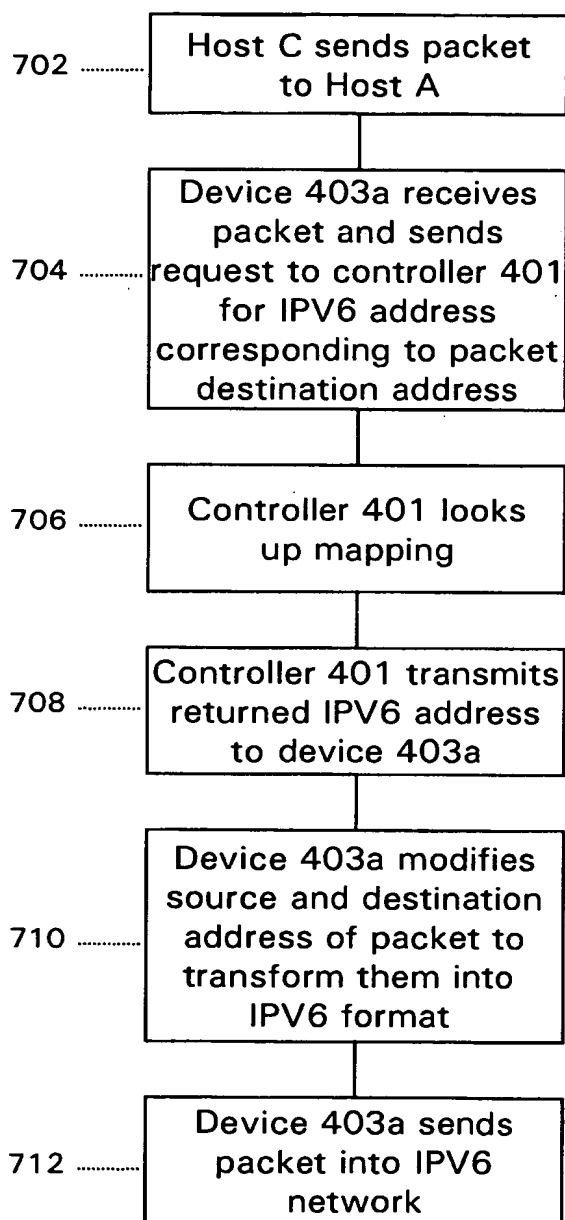 702
Host C sends packet
to Host A
704
Device 403a receives
packet and sends
request to controller 401
for IPV6 address
corresponding to packet
destination address
706
Controller 401 looks
up mapping
708
Controller 401 transmits
returned IPV6 address
to device 403a
710
Device 403a modifies
source and destination
address of packet to
transform them into
IPV6 format
712
Device 403a sends
packet into IPV6
network